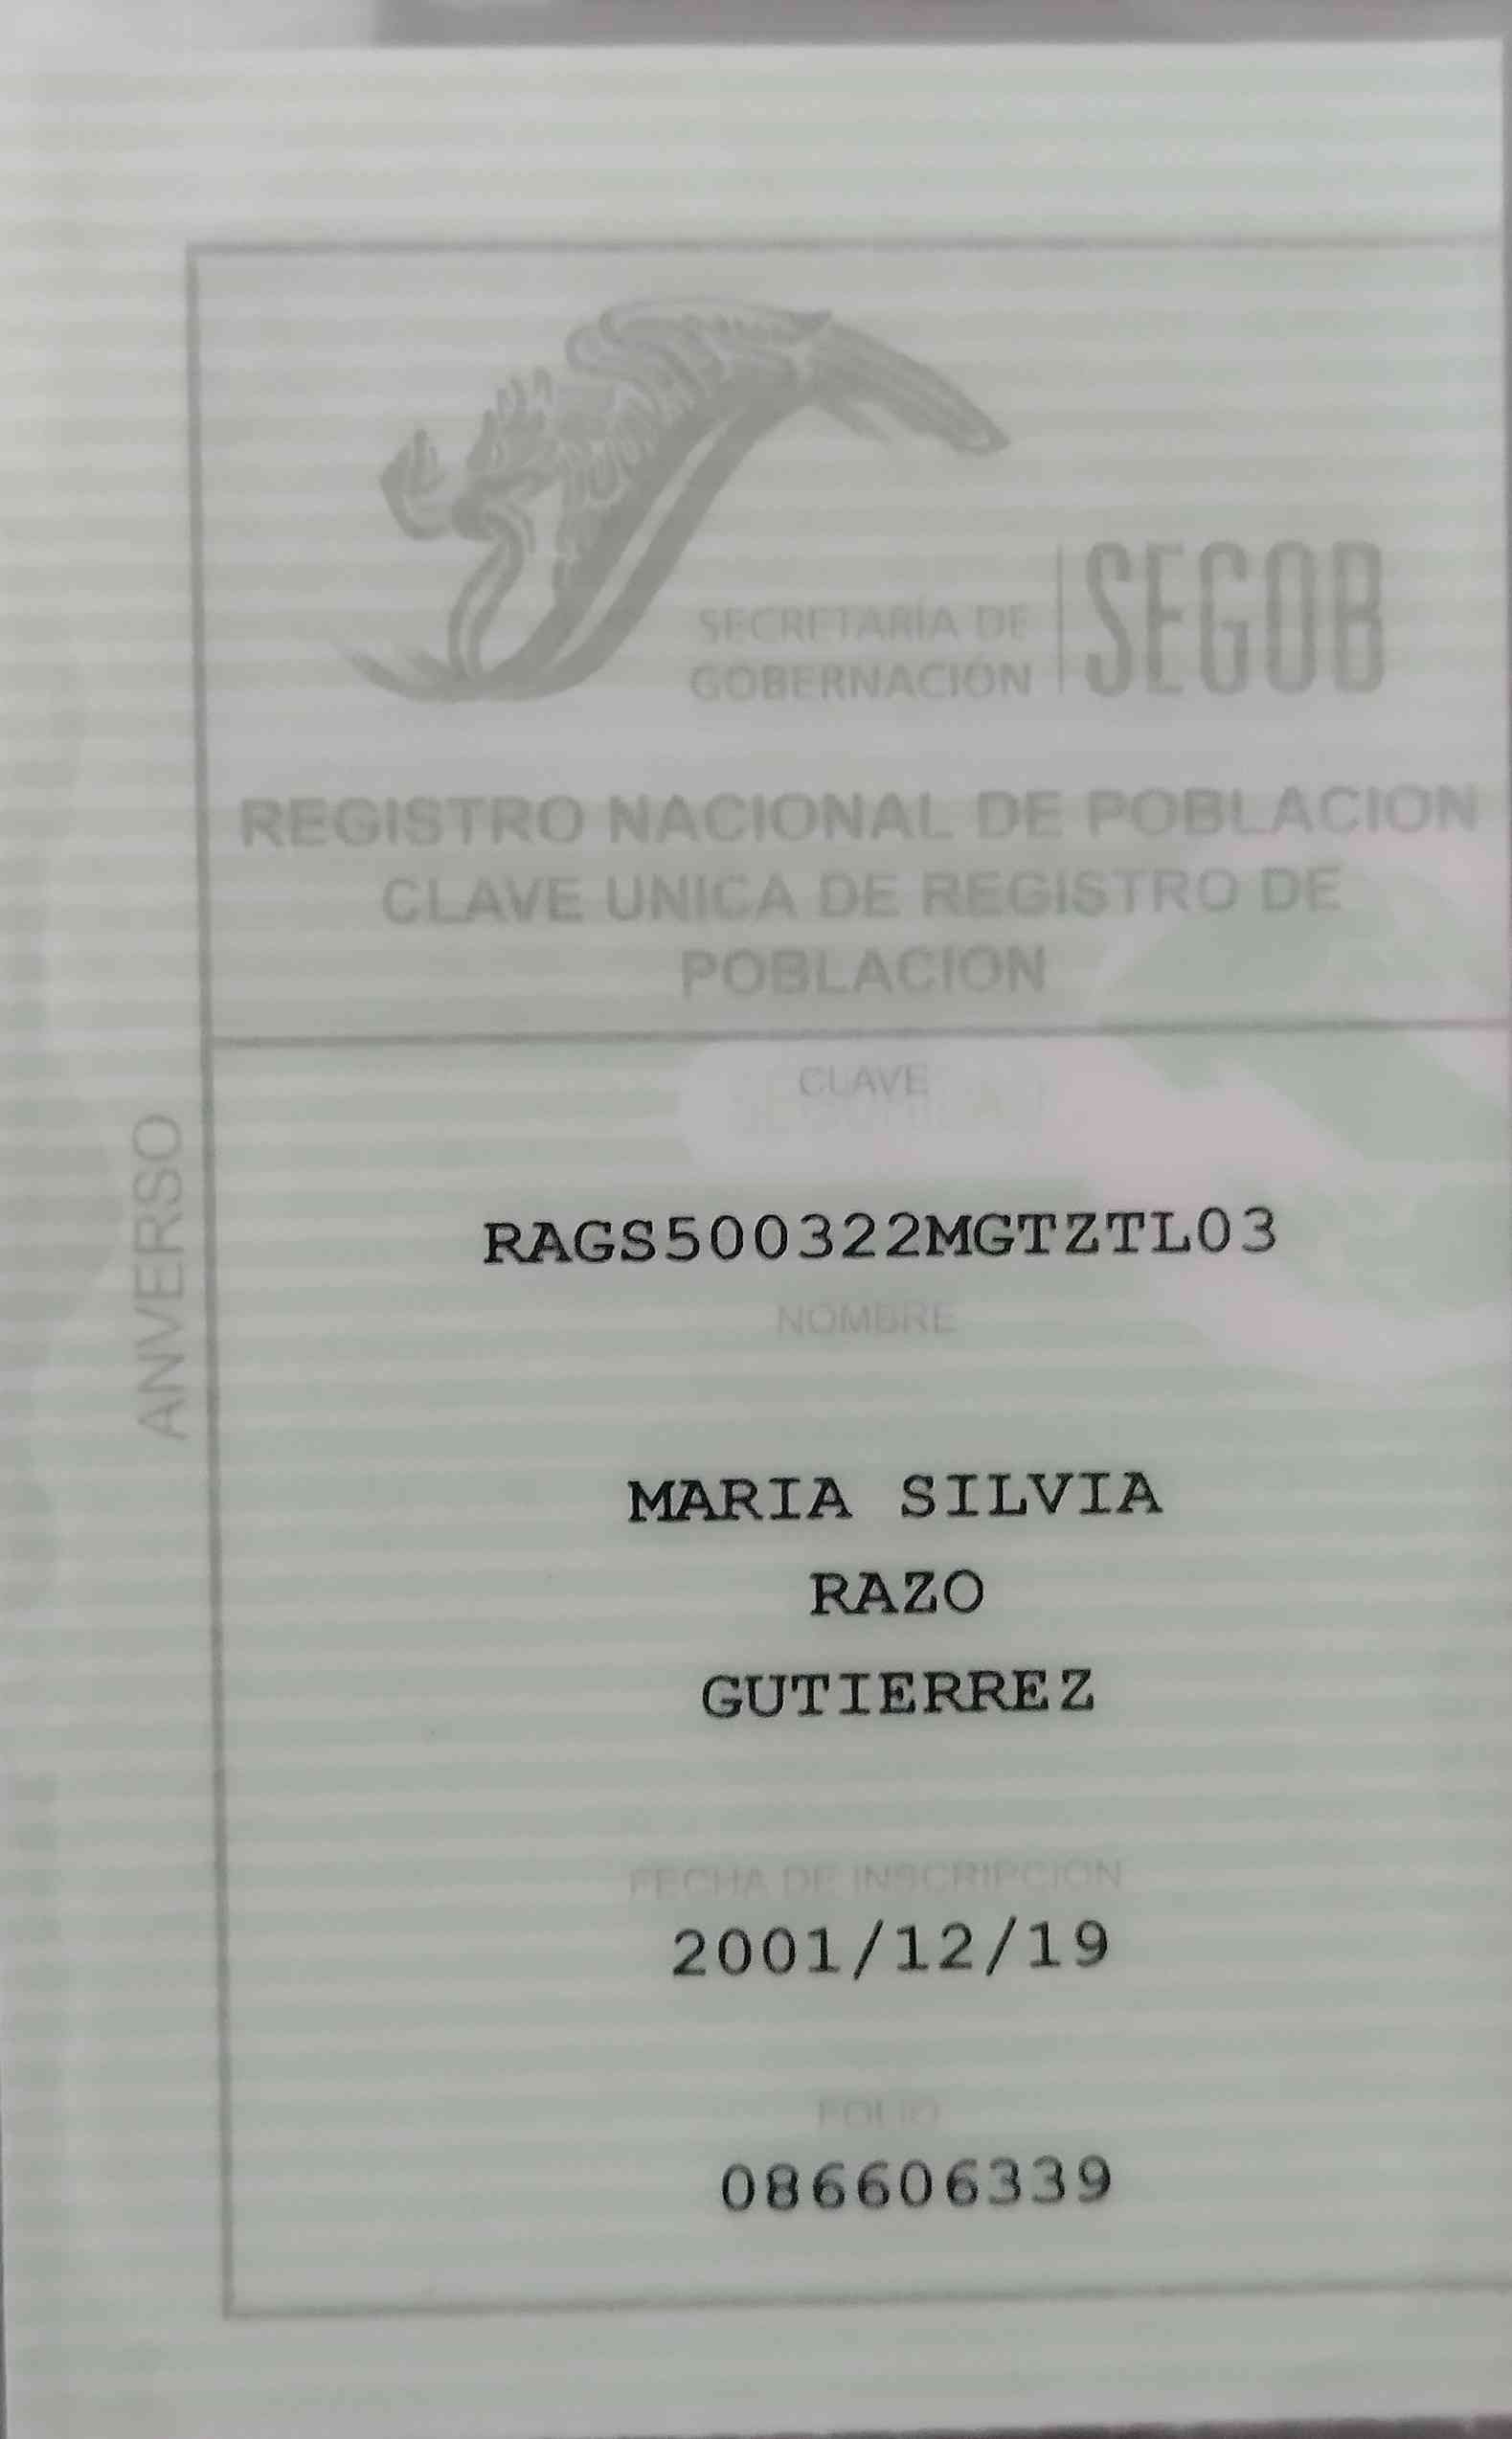 SECRETARÍA DE
GOBERNACIÓN
SEGOB
REGISTRO NACIONAL DE POBLACION
CLAVE UNICA DE REGISTRO DE
POBLACION
ANVERSO
CLAVE
RAGS500322MGTZTL03
NOMBRE
MARIA SILVIA
RAZO
GUTIERREZ
FECHA DE INSCRIPCION
2001/12/19
FOLIO
086606339